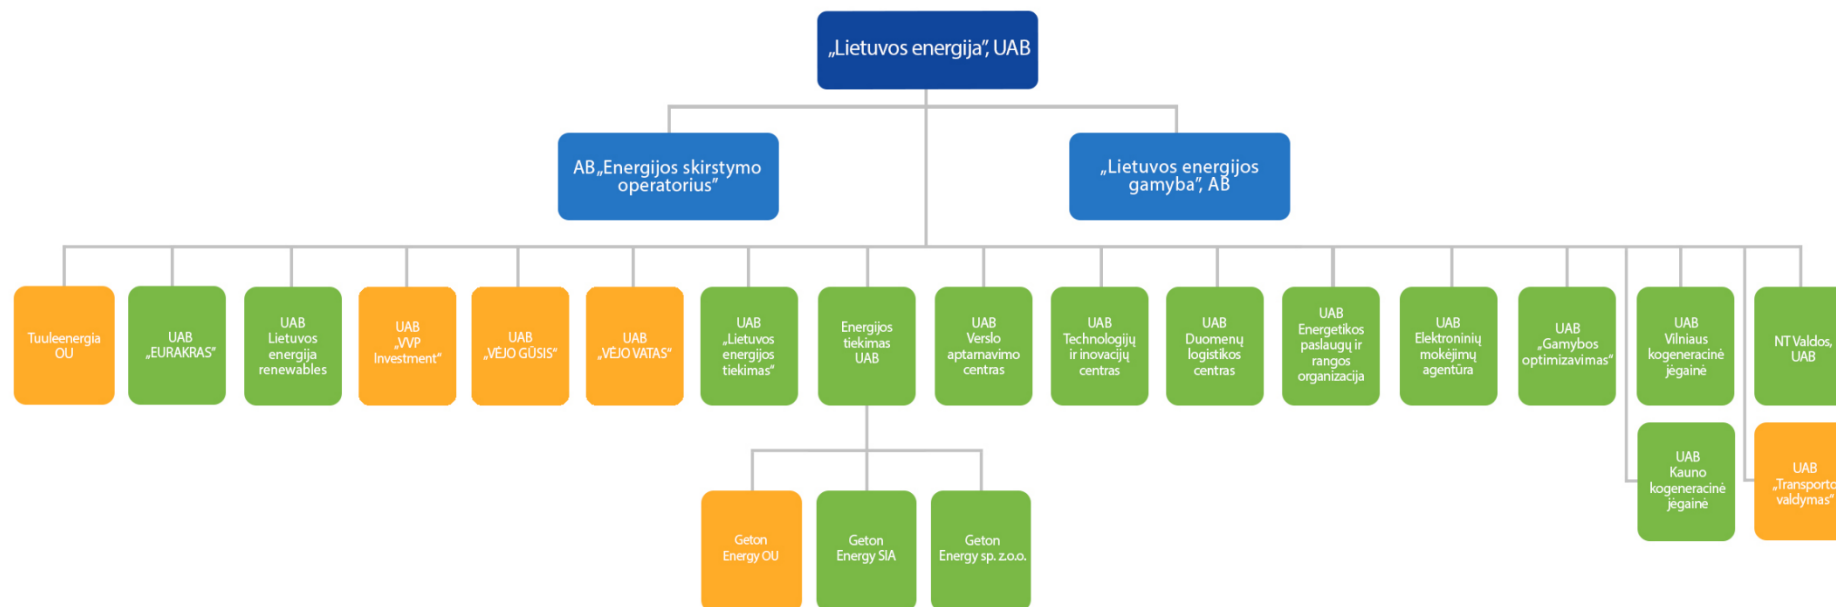 „Lietuvos energija”, UAB
AB „Energijos skirstymo
operatorius”
„Lietuvos energijos
gamyba”, AB
Tuuleenergia
OU
UAB
„EURAKRAS”
UAB
Lietuvos
energija
renewables
UAB
„VVP
Investment“
UAB
„VĖJO GŪSIS”
UAB
„VĖJO VATAS”
UAB
„Lietuvos
energijos
tiekimas“
Energijos
tiekimas
UAB
UAB
Verslo
aptarnavimo
centras
UAB
Technologijų
ir inovacijų
centras
UAB
Duomenų
logistikos
centras
UAB
Energetikos
paslaugų ir
rangos
organizacija
UAB
Elektroninių
mokėjimų
agentūra
UAB
„Gamybos
optimizavimas“
UAB
Vilniaus
kogeneracinė
jėgainė
NT Valdos,
UAB
UAB
Kauno
kogeneracinė
jėgainė
UAB
„Transporto
valdymas“
Geton
Energy OU
Geton
Energy SIA
Geton
Energy sp. z.o.o.